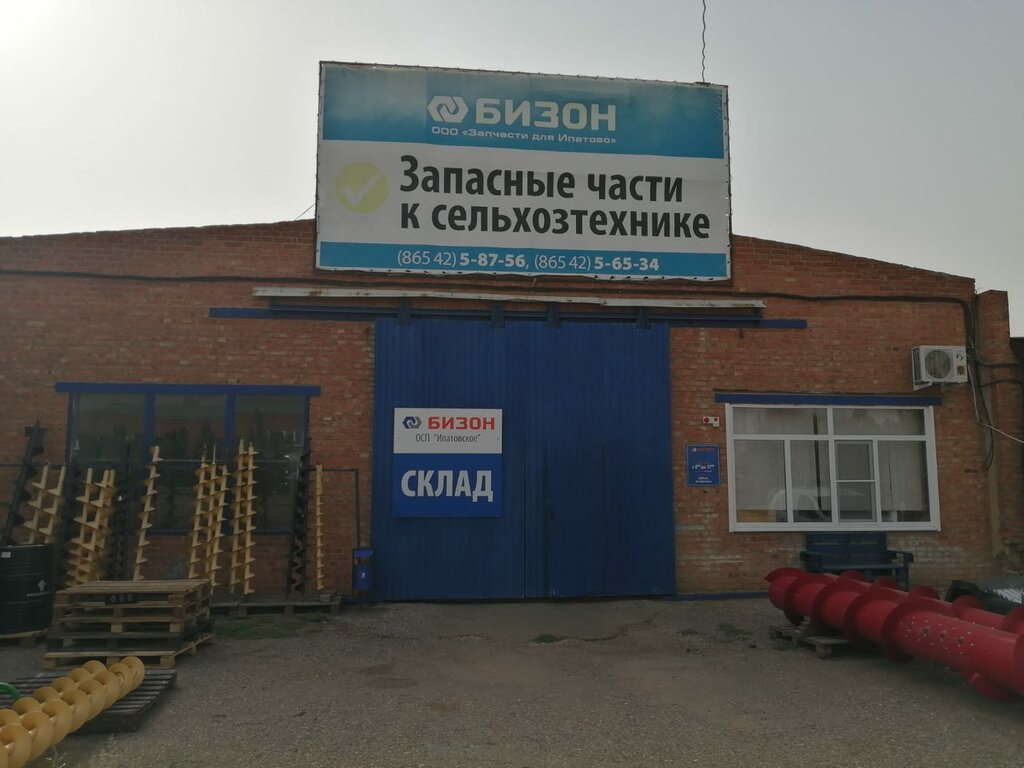 БИЗОН
ООО «Запчасти для Ипатово»
Запасные части
к сельхозтехнике
(865 42) 5-87-56, (865 42) 5-65-34
БИЗОН
ОСП "Ипатовское"
СКЛАД